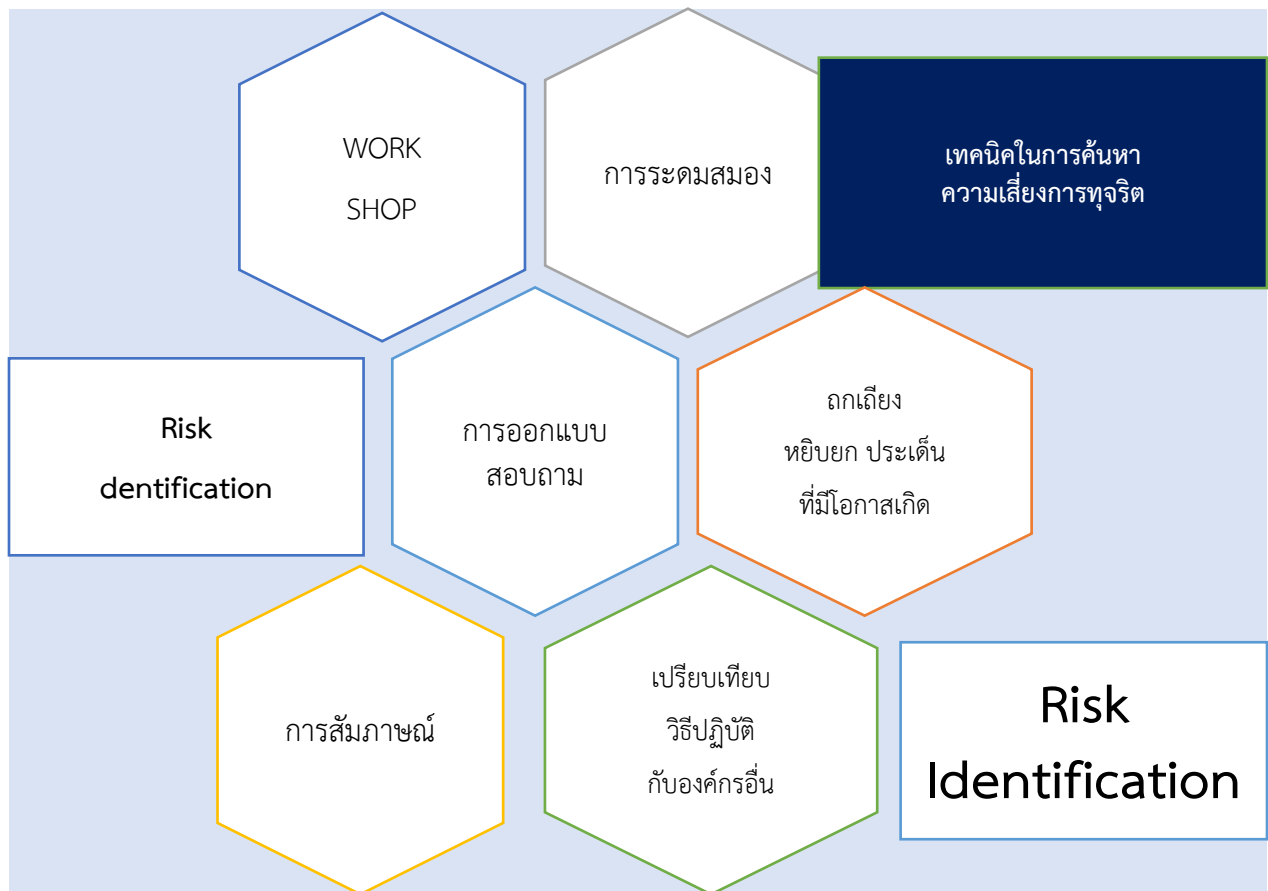 WORK
SHOP
การระดมสมอง
เทคนิคในการค้นหา
ความเสี่ยงการทุจริต
Risk
dentification
การออกแบบ
สอบถาม
ถกเถียง
หยิบยก ประเด็น
ที่มีโอกาสเกิด
การสัมภาษณ์
เปรียบเทียบ
วิธีปฏิบัติ
กับองค์กรอื่น
Risk
Identification